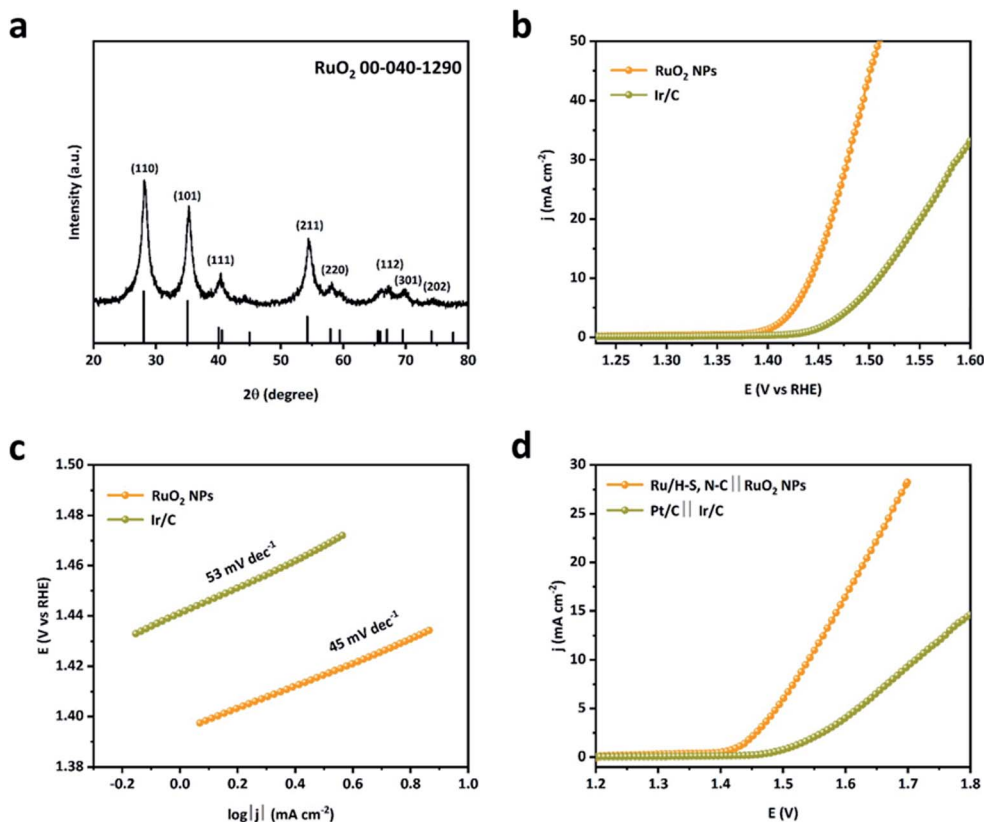 a
RuO₂ 00-040-1290
(110)
(101)
(111)
(211)
(220)
(112)
(301)
(202)
Intensity (a.u.)
20 30 40 50 60 70 80
2θ (degree)
b
RuO₂ NPs
Ir/C
50
40
30
20
10
0
j (mA cm⁻²)
1.25 1.30 1.35 1.40 1.45 1.50 1.55 1.60
E (V vs RHE)
c
RuO₂ NPs
Ir/C
53 mV dec⁻¹
45 mV dec⁻¹
1.50
1.48
1.46
1.44
1.42
1.40
1.38
E (V vs RHE)
-0.2 0.0 0.2 0.4 0.6 0.8 1.0
log|j| (mA cm⁻²)
d
Ru/H-S, N-C||RuO₂ NPs
Pt/C|| Ir/C
30
25
20
15
10
5
0
j (mA cm⁻²)
1.2 1.3 1.4 1.5 1.6 1.7 1.8
E (V)